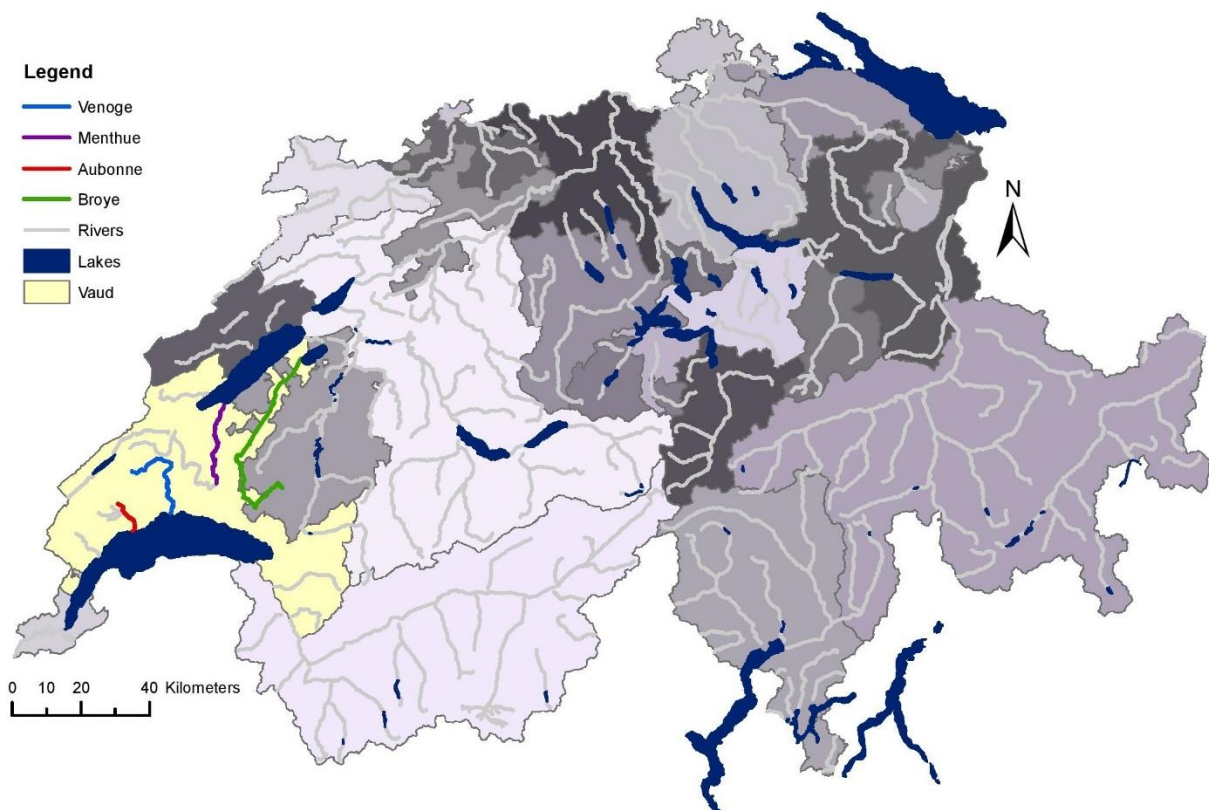 Legend
Venoge
Menthue
Aubonne
Broye
Rivers
Lakes
Vaud
N
0 10 20 40 Kilometers